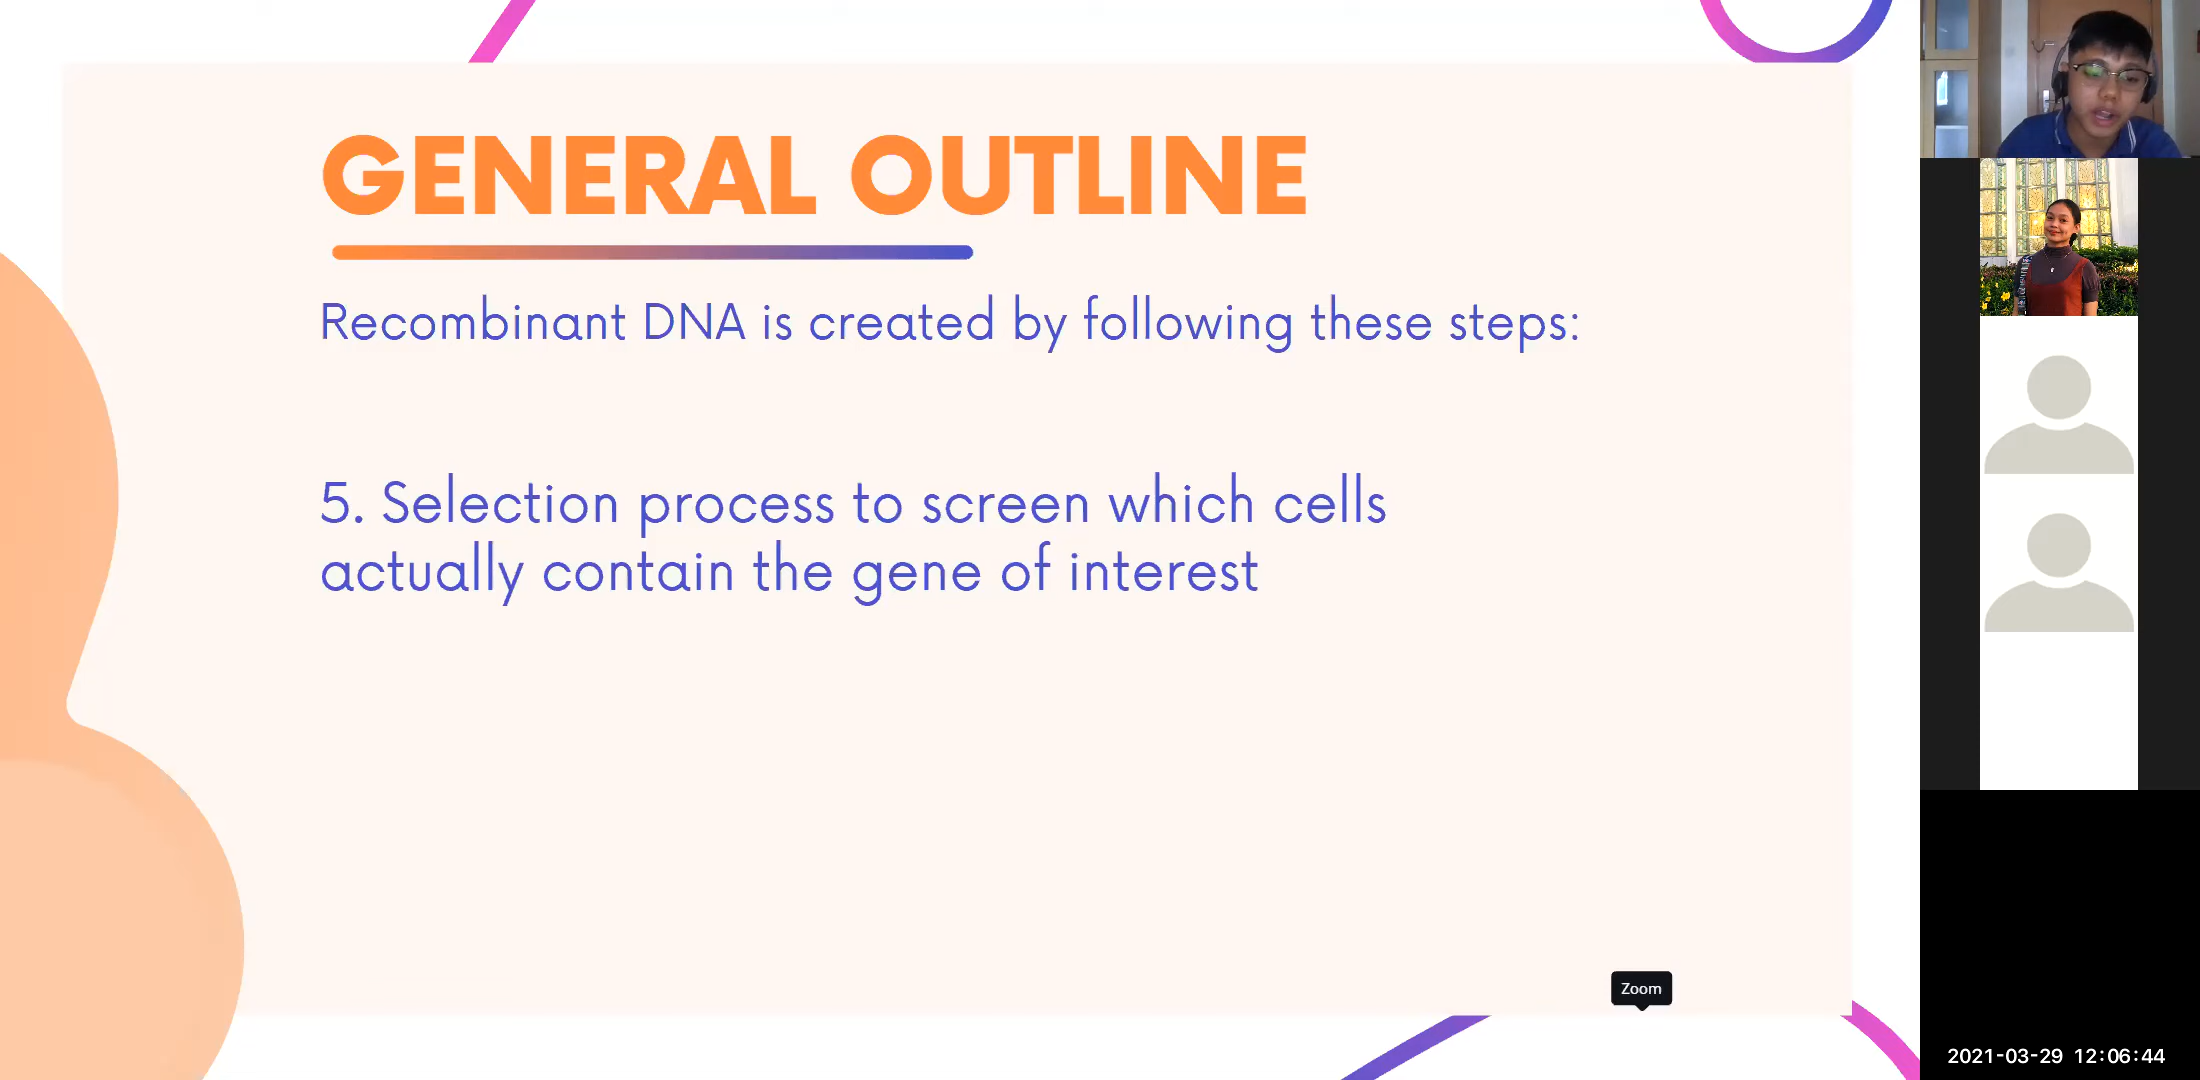 GENERAL OUTLINE
Recombinant DNA is created by following these steps:
5. Selection process to screen which cells
actually contain the gene of interest
Zoom
2021-03-29 12:06:44